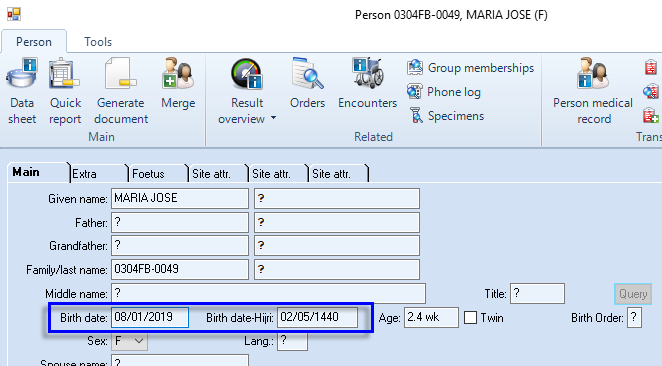 Person 0304FB-0049, MARIA JOSE (F)
Person Tools
Data sheet Quick report Generate document Merge Result overview Orders Encounters Group memberships Phone log Specimens Person medical record
Main Related Trans
Main Extra Foetus Site attr. Site attr. Site attr.
Given name: MARIA JOSE ?
Father: ? ?
Grandfather: ? ?
Family/last name: 0304FB-0049 ?
Middle name: ? Title: ? Query
Birth date: 08/01/2019 Birth date-Hijri: 02/05/1440 Age: 2.4 wk Twin Birth Order: ?
Sex: F Lang.: ?
Spouse name: ?